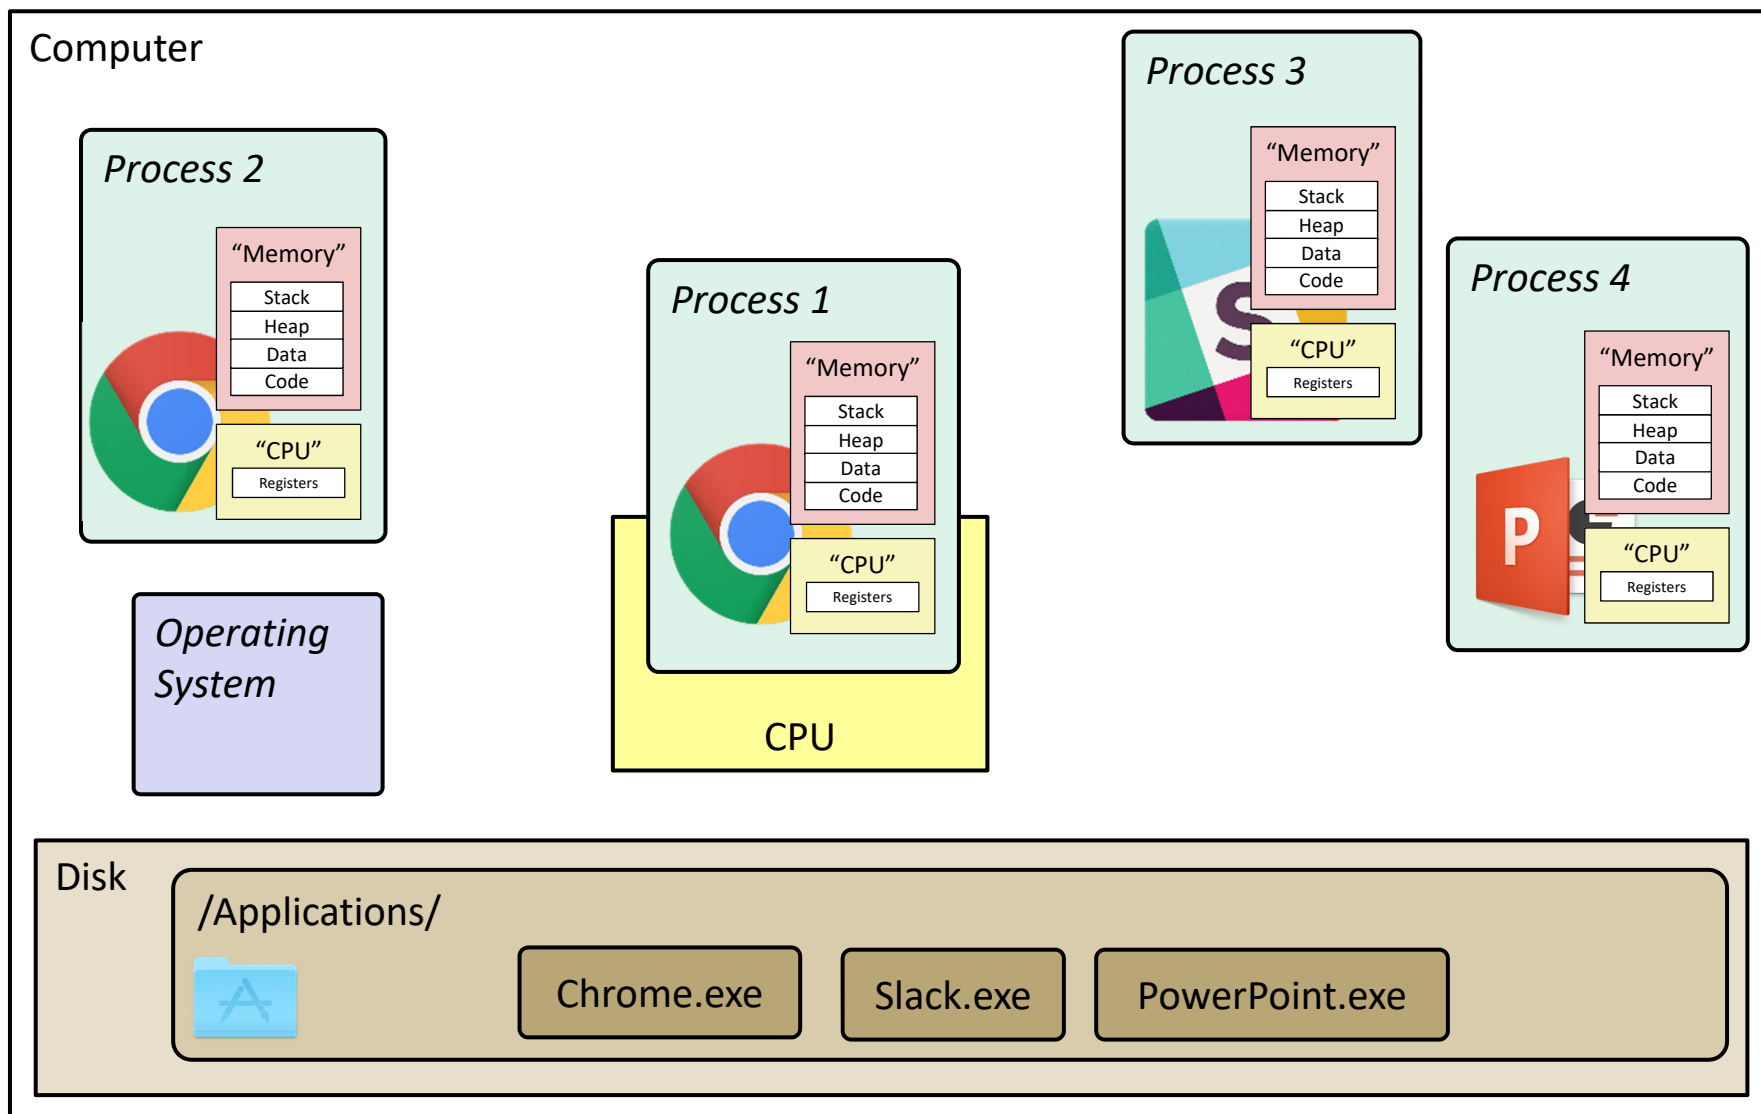 Computer
Process 2
“Memory”
Stack
Heap
Data
Code
“CPU”
Registers
Process 1
“Memory”
Stack
Heap
Data
Code
“CPU”
Registers
CPU
Process 3
“Memory”
Stack
Heap
Data
Code
“CPU”
Registers
S
Process 4
“Memory”
Stack
Heap
Data
Code
“CPU”
Registers
P
Operating
System
Disk
/Applications/
Chrome.exe
Slack.exe
PowerPoint.exe